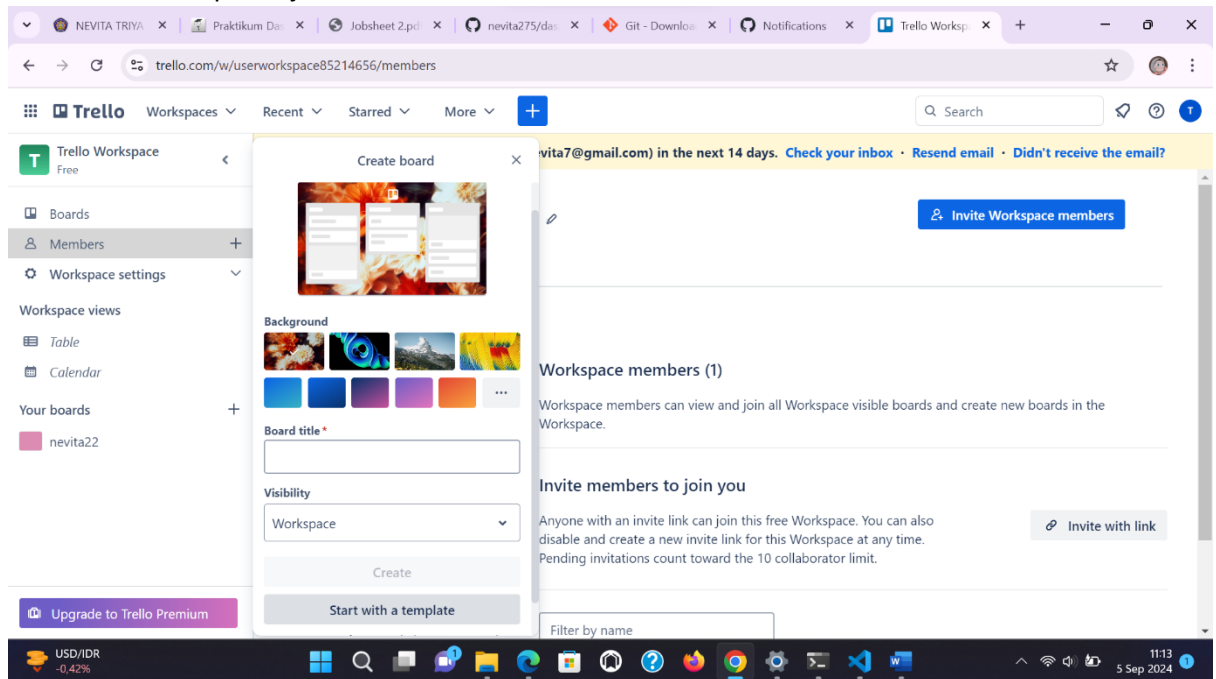 NEVITA TRIYA
Praktikum Das
Jobsheet 2.pd
nevita275/das
Git - Downloa
Notifications
Trello Worksp
trello.com/w/userworkspace85214656/members
Trello
Workspaces
Recent
Starred
More
+
Search
T
T
Trello Workspace
Free
Create board
evita7@gmail.com) in the next 14 days. Check your inbox · Resend email · Didn't receive the email?
Boards
Members
Workspace settings
Workspace views
Table
Calendar
Your boards
nevita22
Upgrade to Trello Premium
Background
...
Board title *
Visibility
Workspace
Create
Start with a template
Invite Workspace members
Workspace members (1)
Workspace members can view and join all Workspace visible boards and create new boards in the
Workspace.
Invite members to join you
Anyone with an invite link can join this free Workspace. You can also
disable and create a new invite link for this Workspace at any time.
Pending invitations count toward the 10 collaborator limit.
Invite with link
Filter by name
USD/IDR
-0,42%
1
11:13
5 Sep 2024
1